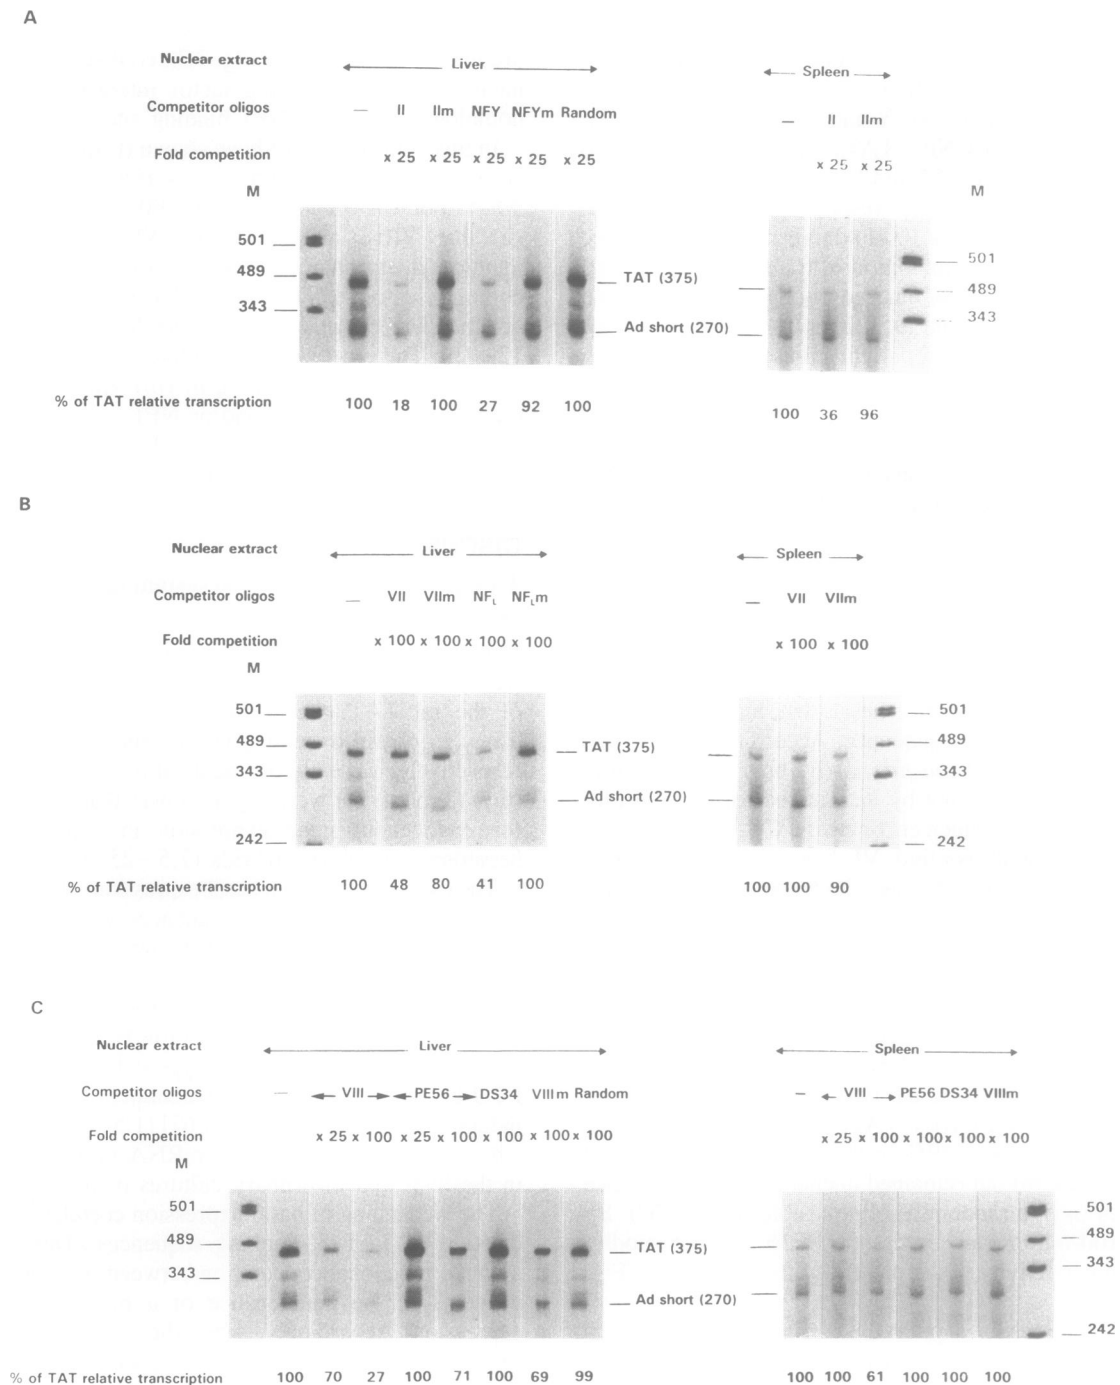 A
Nuclear extract Liver Spleen
Competitor oligos — II IIm NFY NFYm Random — II IIm
Fold competition x 25 x 25 x 25 x 25 x 25 x 25 x 25
M M
501 501
489 TAT (375) 489
343 Ad short (270) 343
% of TAT relative transcription 100 18 100 27 92 100 100 36 96
B
Nuclear extract Liver Spleen
Competitor oligos — VII VIIm NFL NFLm — VII VIIm
Fold competition x 100 x 100 x 100 x 100 x 100 x 100
M
501 501
489 TAT (375) 489
343 343
Ad short (270)
242 242
% of TAT relative transcription 100 48 80 41 100 100 100 90
C
Nuclear extract Liver Spleen
Competitor oligos — VIII PE56 DS34 VIIIm Random – VIII PE56 DS34 VIIIm
Fold competition x 25 x 100 x 25 x 100 x 100 x 100 x 100 x 25 x 100 x 100 x 100 x 100
M
501 501
489 TAT (375) 489
343 343
Ad short (270)
242
% of TAT relative transcription 100 70 27 100 71 100 69 99 100 100 61 100 100 100